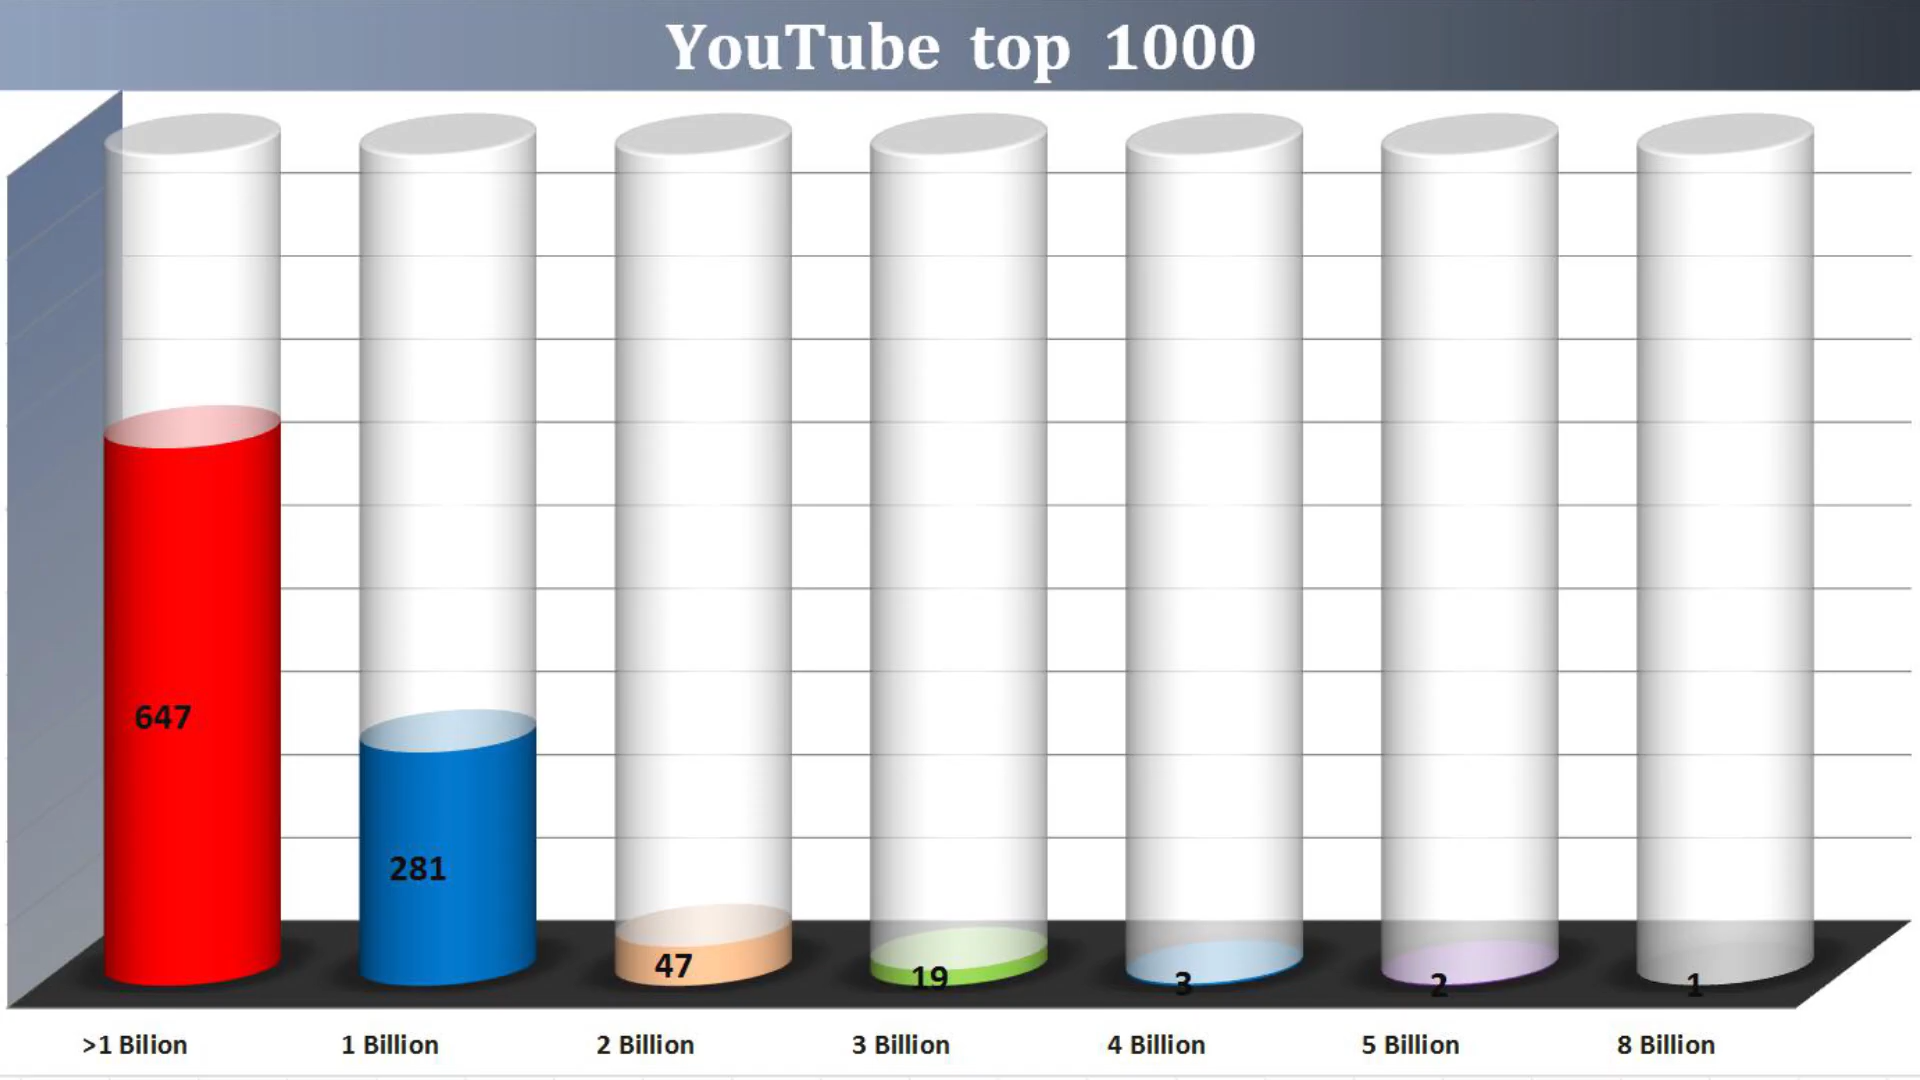 YouTube top 1000
647
281
47
19
3
2
1
>1 Bilion
1 Billion
2 Billion
3 Billion
4 Billion
5 Billion
8 Billion